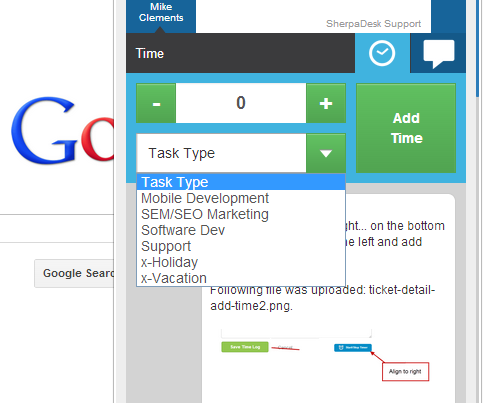 Mike
Clements
SherpaDesk Support
Time
- 0 +
Add
Time
Task Type
Task Type
Mobile Development
SEM/SEO Marketing
Software Dev
Support
x-Holiday
x-Vacation
ght... on the bottom
ne left and add
Following file was uploaded: ticket-detail-
add-time2.png.
Save Time Log
Align to right
Go
Google Searc